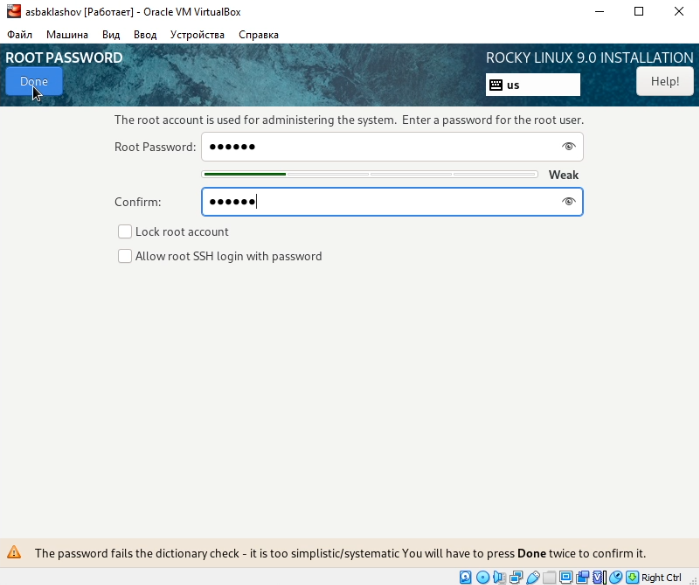 asbaklashov [Работает] - Oracle VM VirtualBox
Файл Машина Вид Ввод Устройства Справка
ROOT PASSWORD
ROCKY LINUX 9.0 INSTALLATION
Done
us
Help!
The root account is used for administering the system. Enter a password for the root user.
Root Password: ●●●●●●
Weak
Confirm: ●●●●●●
Lock root account
Allow root SSH login with password
The password fails the dictionary check - it is too simplistic/systematic You will have to press Done twice to confirm it.
Right Ctrl